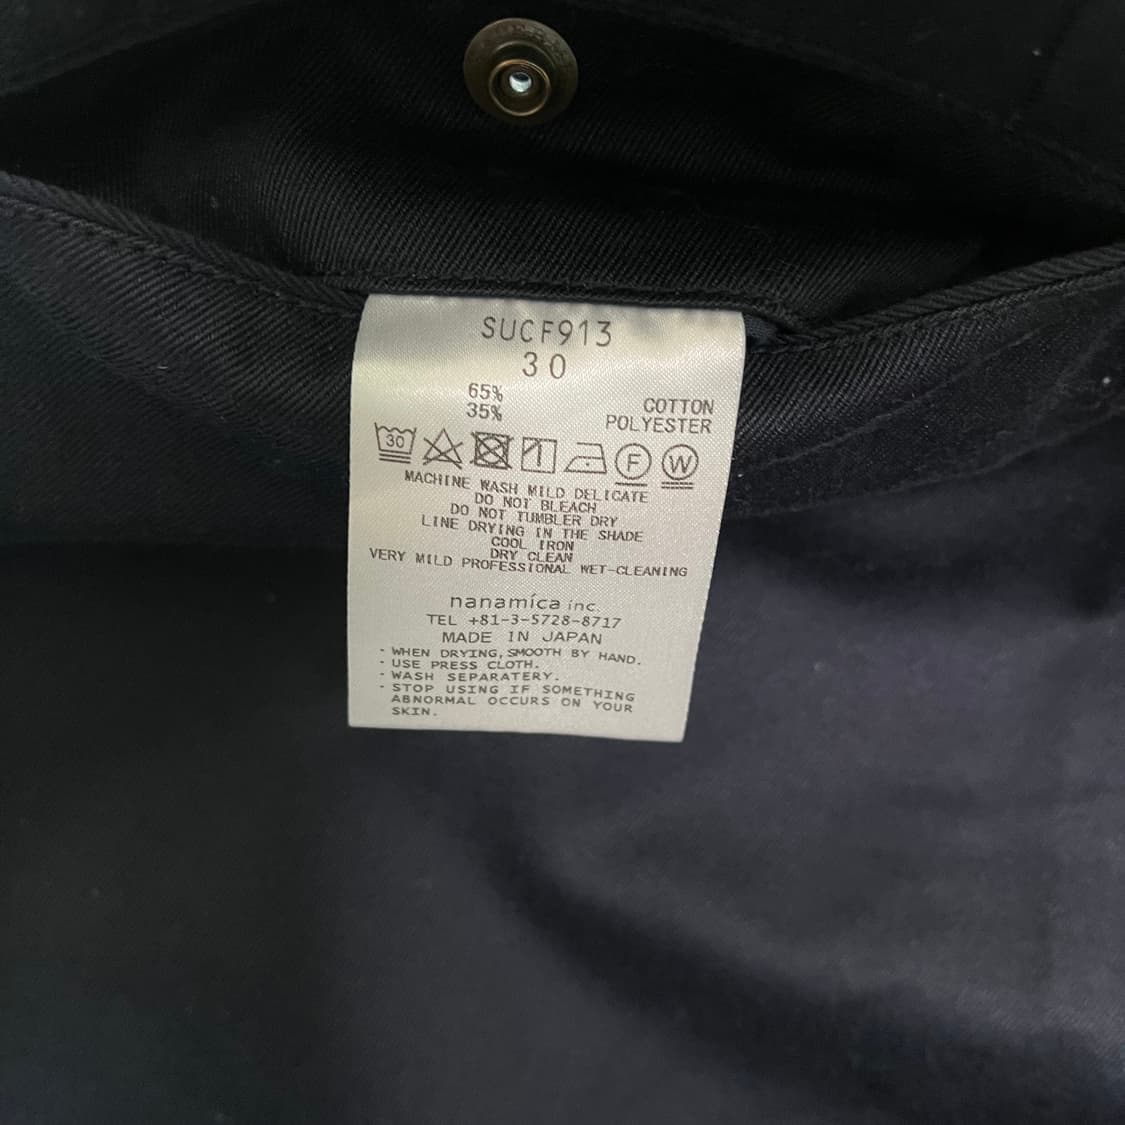 SUCF913
30
65% COTTON
35% POLYESTER
30 F W
MACHINE WASH MILD DELICATE
DO NOT BLEACH
DO NOT TUMBLER DRY
LINE DRYING IN THE SHADE
COOL IRON
DRY CLEAN
VERY MILD PROFESSIONAL WET-CLEANING
nanamica inc.
TEL +81-3-5728-8717
MADE IN JAPAN
- WHEN DRYING, SMOOTH BY HAND.
- USE PRESS CLOTH.
- WASH SEPARATERY.
- STOP USING IF SOMETHING
ABNORMAL OCCURS ON YOUR
SKIN.